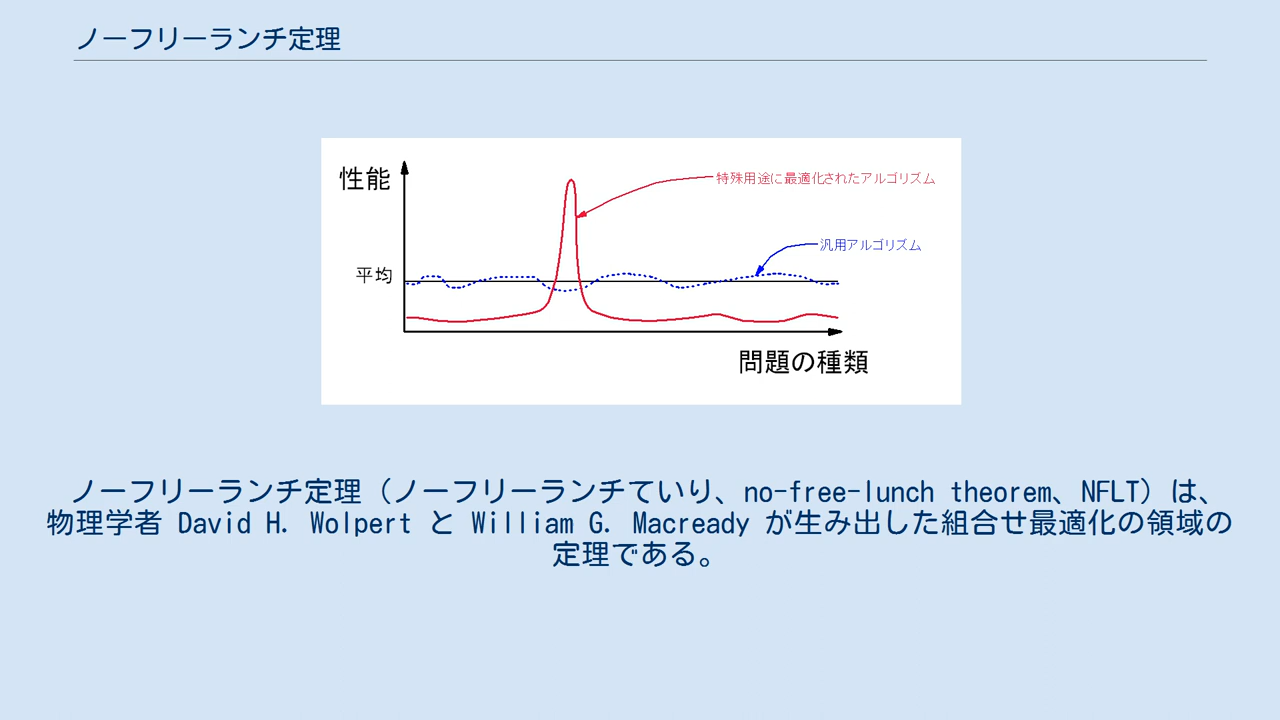 ノーフリーランチ定理
性能
特殊用途に最適化されたアルゴリズム
汎用アルゴリズム
平均
問題の種類
ノーフリーランチ定理（ノーフリーランチていり、no-free-lunch theorem、NFLT）は、
物理学者 David H. Wolpert と William G. Macready が生み出した組合せ最適化の領域の
定理である。